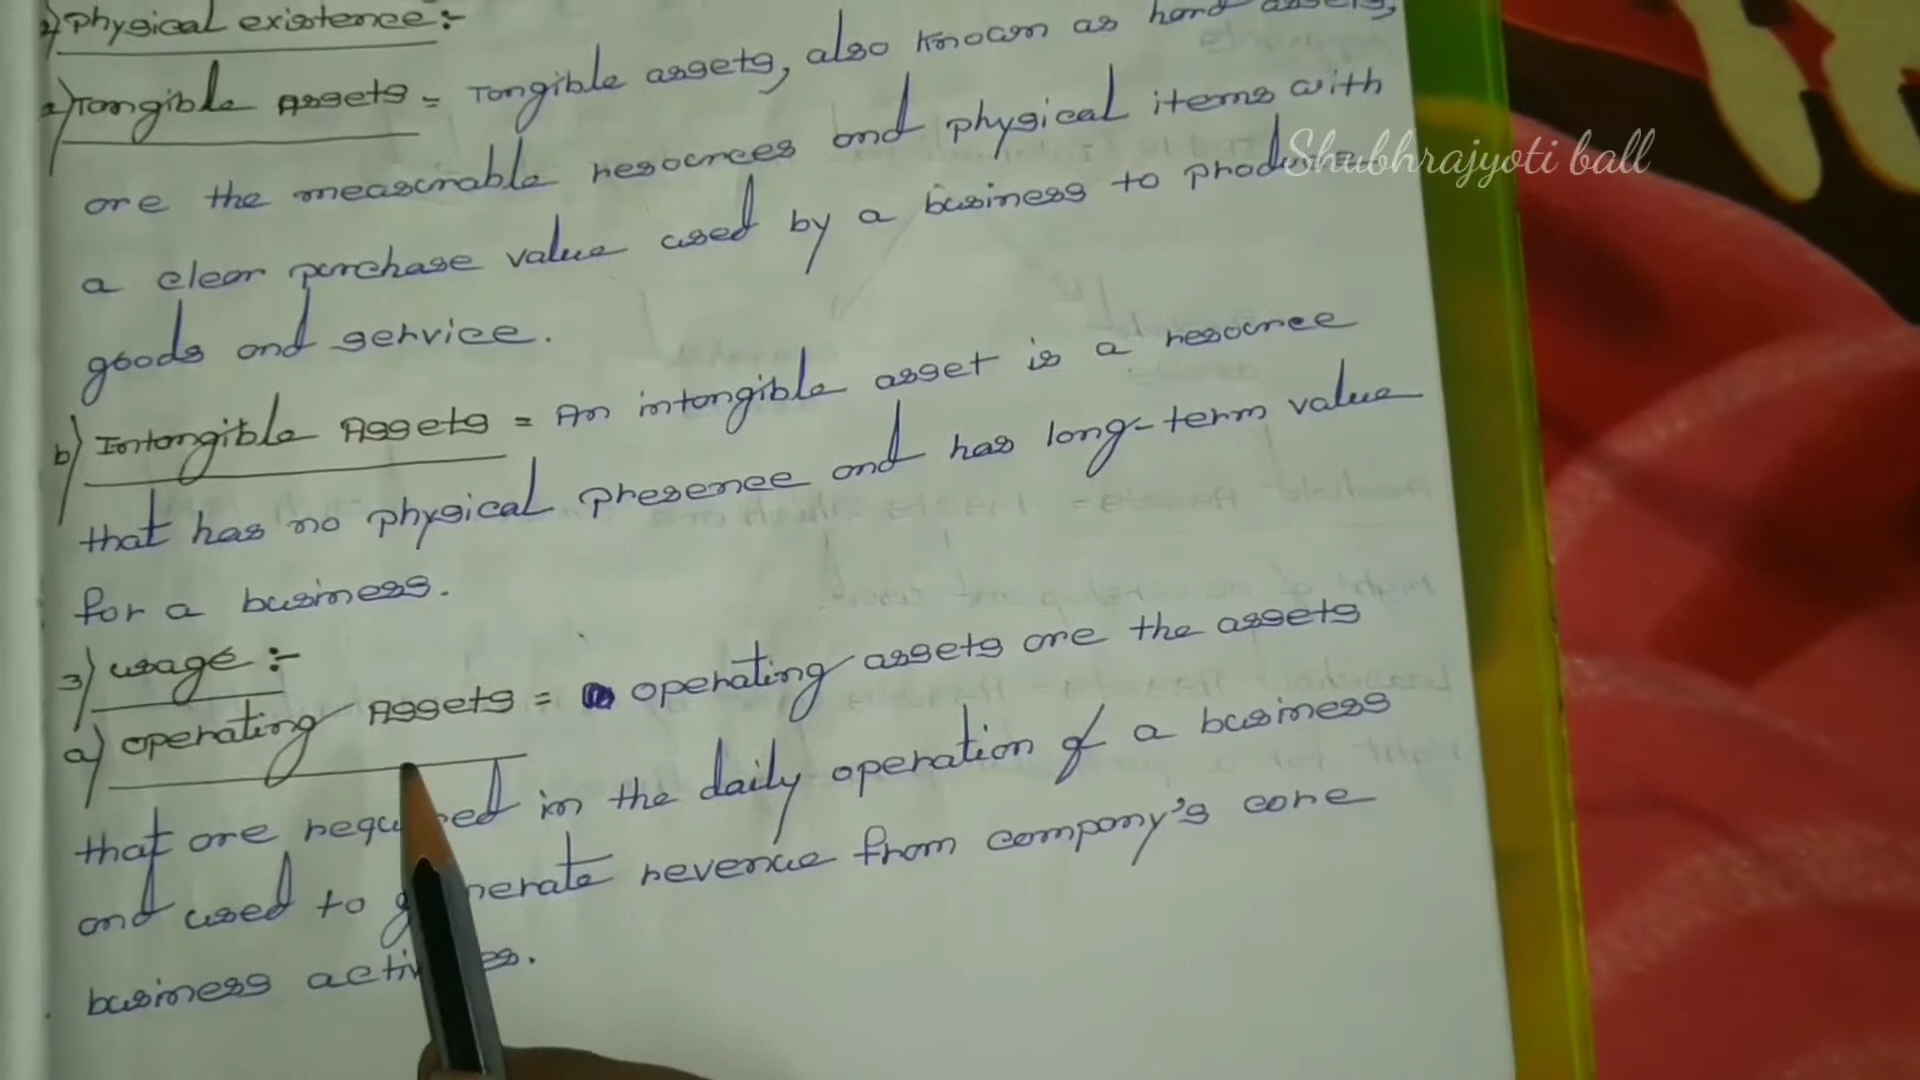 2) Physical existence:-
a) Tangible Assets = Tangible assets, also known as hard assets,
are the measurable resources and physical items with
a clear purchase value used by a business to produce
goods and service.
b) Intangible Assets = An intangible asset is a resource
that has no physical presence and has long-term value
for a business.
3) usage:-
a) operating Assets = operating assets are the assets
that are required in the daily operation of a business
and used to generate revenue from company's core
business activities.
Shubhrajyoti ball